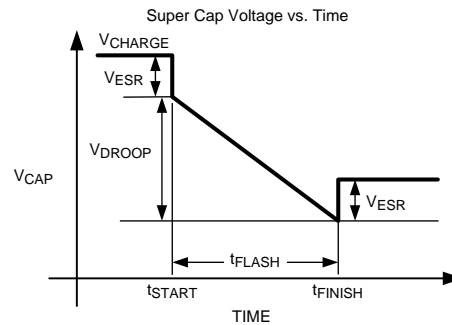 Super Cap Voltage vs. Time
VCHARGE
VESR
VDROOP
VCAP
VESR
tFLASH
tSTART
tFINISH
TIME